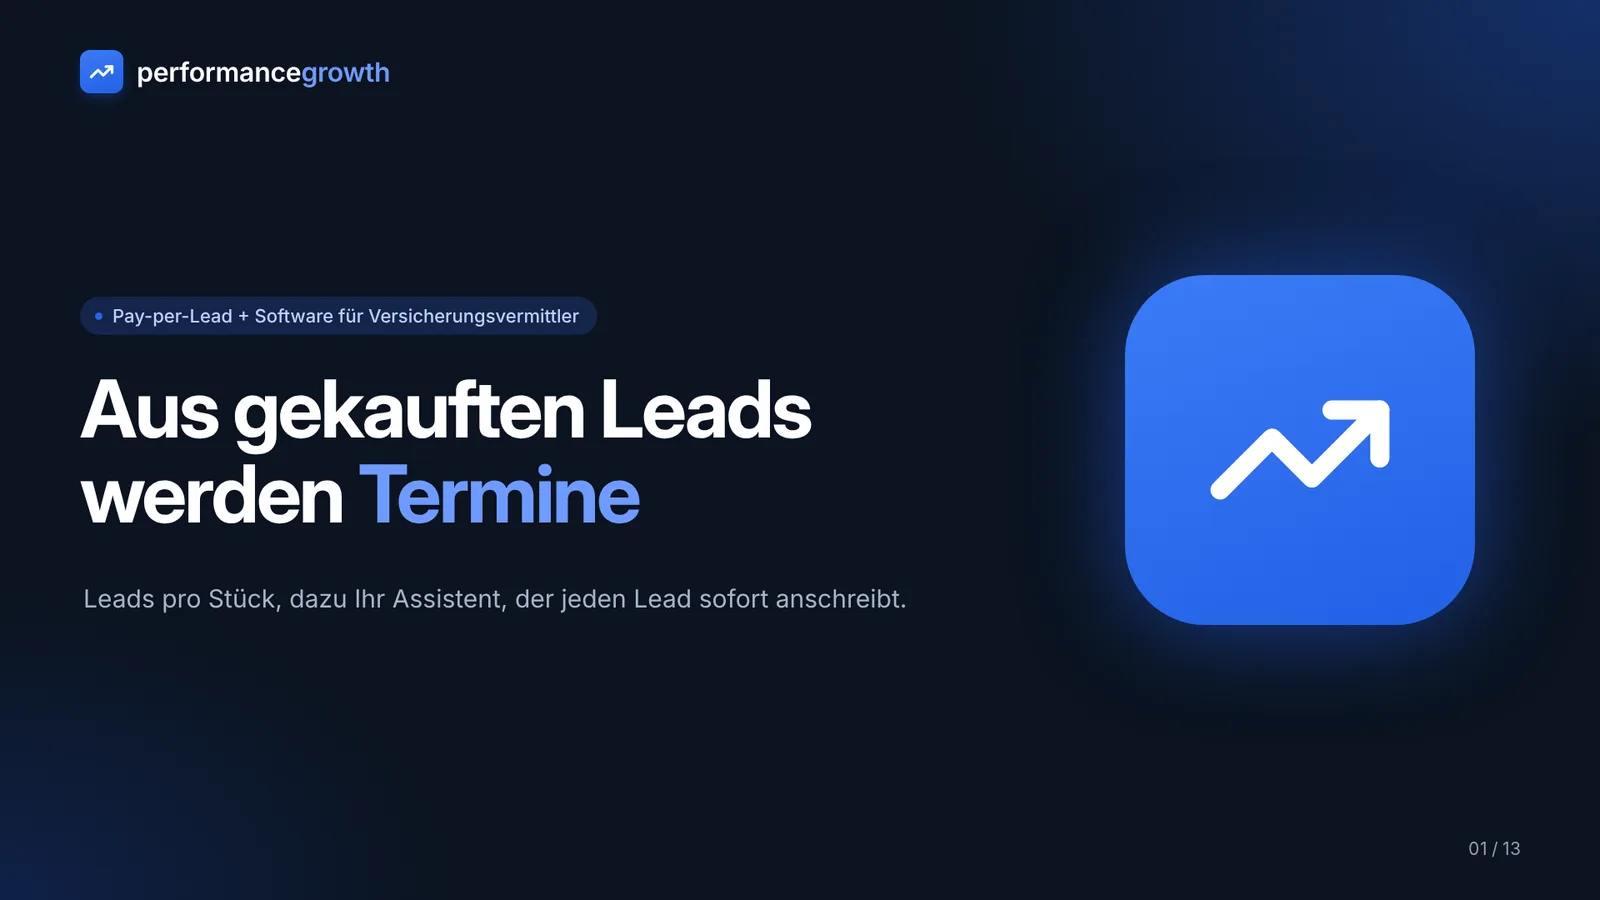 performancegrowth
Pay-per-Lead + Software für Versicherungsvermittler
Aus gekauften Leads
werden Termine
Leads pro Stück, dazu Ihr Assistent, der jeden Lead sofort anschreibt.
01 / 13